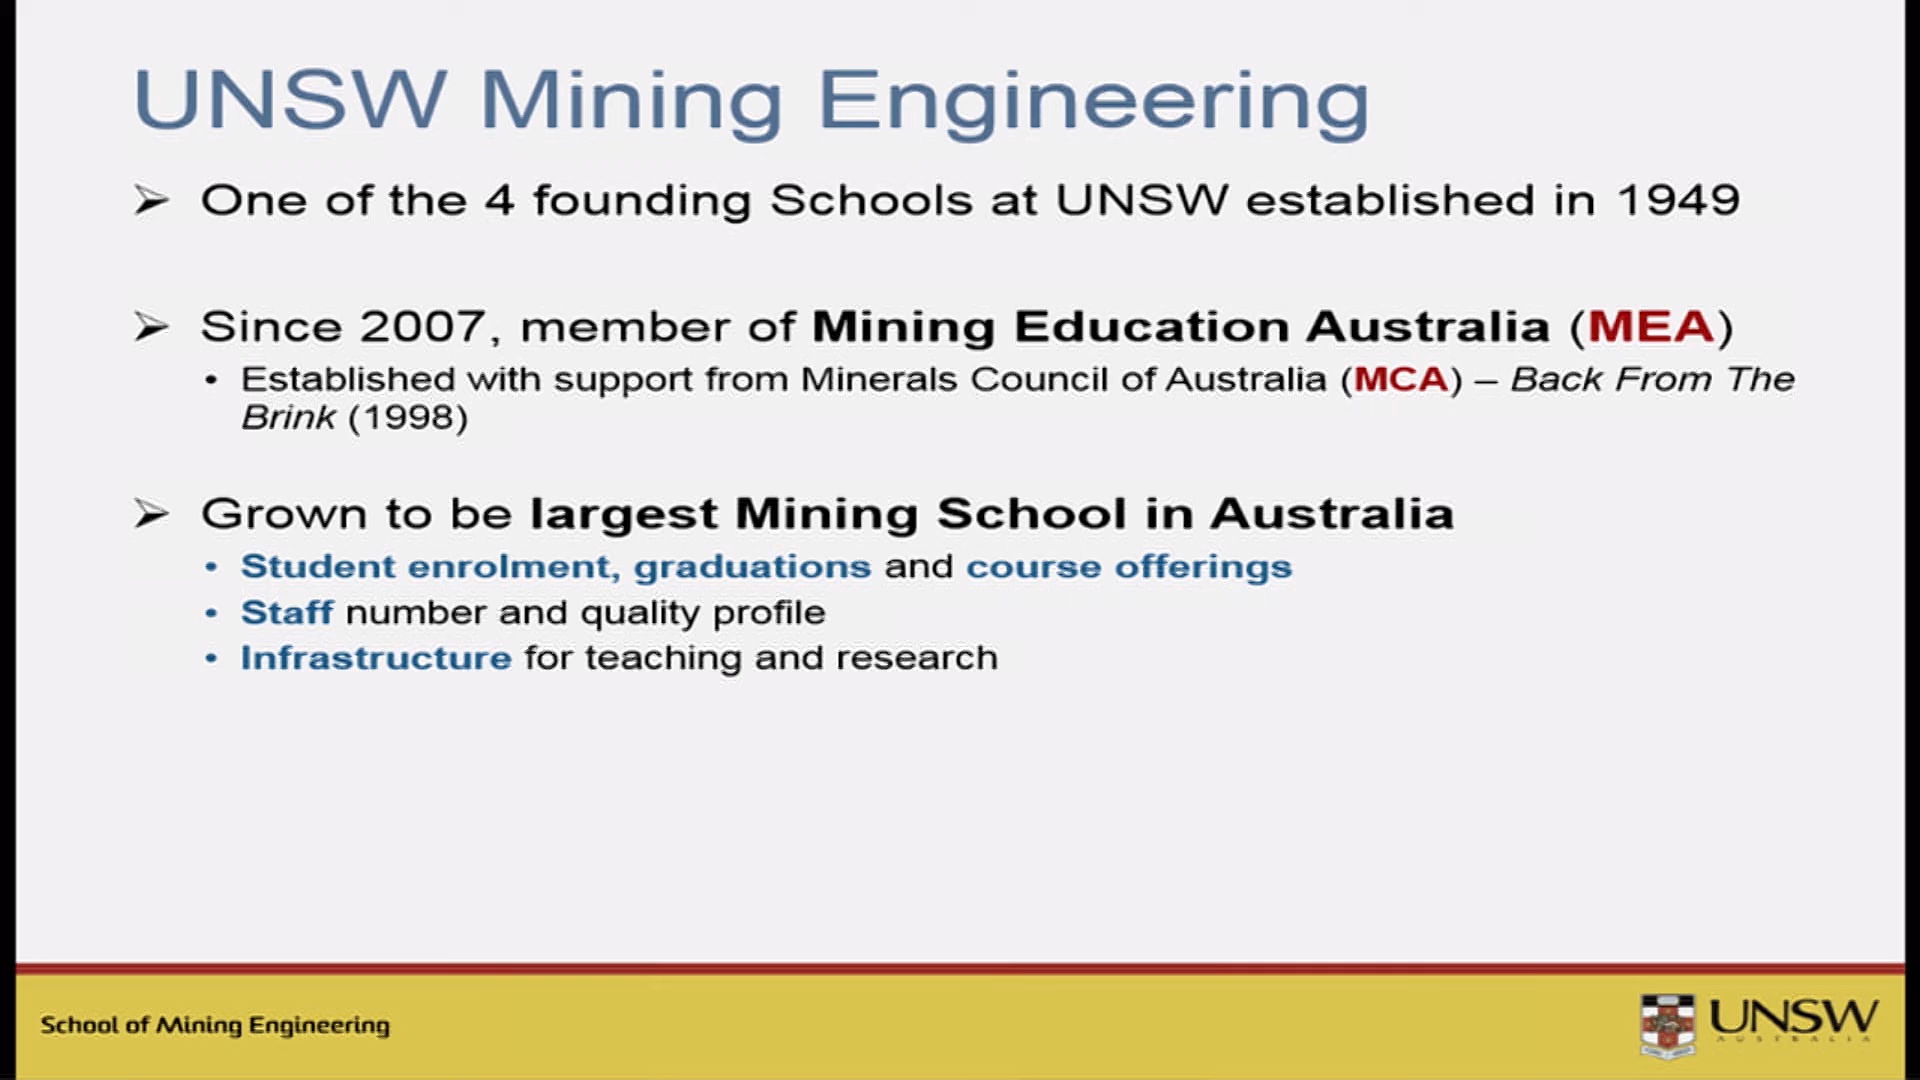 UNSW Mining Engineering
➢ One of the 4 founding Schools at UNSW established in 1949
➢ Since 2007, member of Mining Education Australia (MEA)
• Established with support from Minerals Council of Australia (MCA) – Back From The
Brink (1998)
➢ Grown to be largest Mining School in Australia
• Student enrolment, graduations and course offerings
• Staff number and quality profile
• Infrastructure for teaching and research
School of Mining Engineering
UNSW
AUSTRALIA